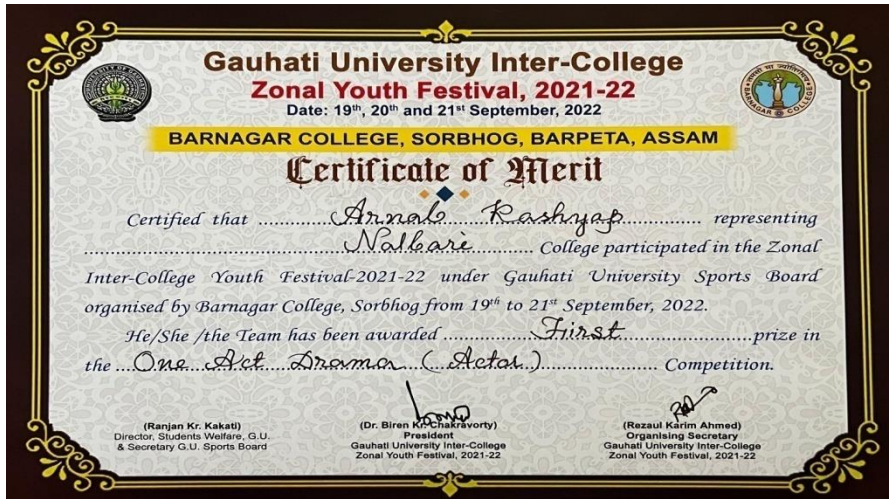 Gauhati University Inter-College
Zonal Youth Festival, 2021-22
Date: 19th, 20th and 21st September, 2022
BARNAGAR COLLEGE, SORBHOG, BARPETA, ASSAM
Certificate of Merit
Certified that ..............Arnab.....Kashyap................ representing
.......................................................Nalbari.............. College participated in the Zonal
Inter-College Youth Festival-2021-22 under Gauhati University Sports Board
organised by Barnagar College, Sorbhog from 19th to 21st September, 2022.
He/She /the Team has been awarded ..................First......................prize in
the ....One...Act....Drama...(Actor)..................... Competition.
(Ranjan Kr. Kakati)
Director, Students Welfare, G.U.
& Secretary G.U. Sports Board
(Dr. Biren Kr. Chakravorty)
President
Gauhati University Inter-College
Zonal Youth Festival, 2021-22
(Rezaul Karim Ahmed)
Organising Secretary
Gauhati University Inter-College
Zonal Youth Festival, 2021-22